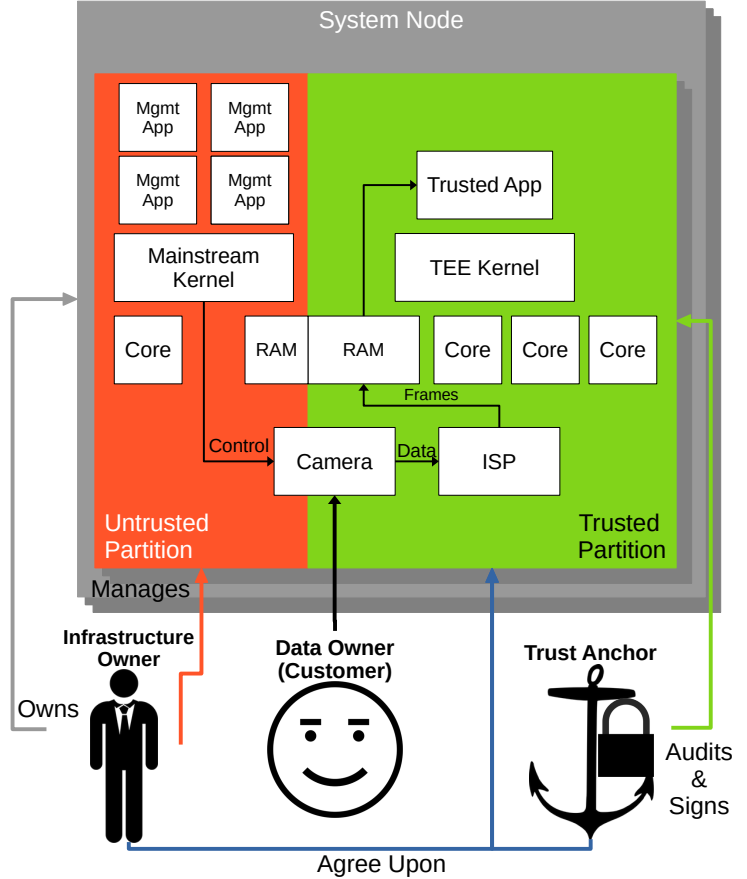 System Node
Mgmt
App
Mgmt
App
Mgmt
App
Mgmt
App
Trusted App
Mainstream
Kernel
TEE Kernel
Core
RAM
RAM
Core
Core
Core
Frames
Control
Camera
Data
ISP
Untrusted
Partition
Trusted
Partition
Manages
Infrastructure
Owner
Data Owner
(Customer)
Trust Anchor
Owns
Audits
&
Signs
Agree Upon